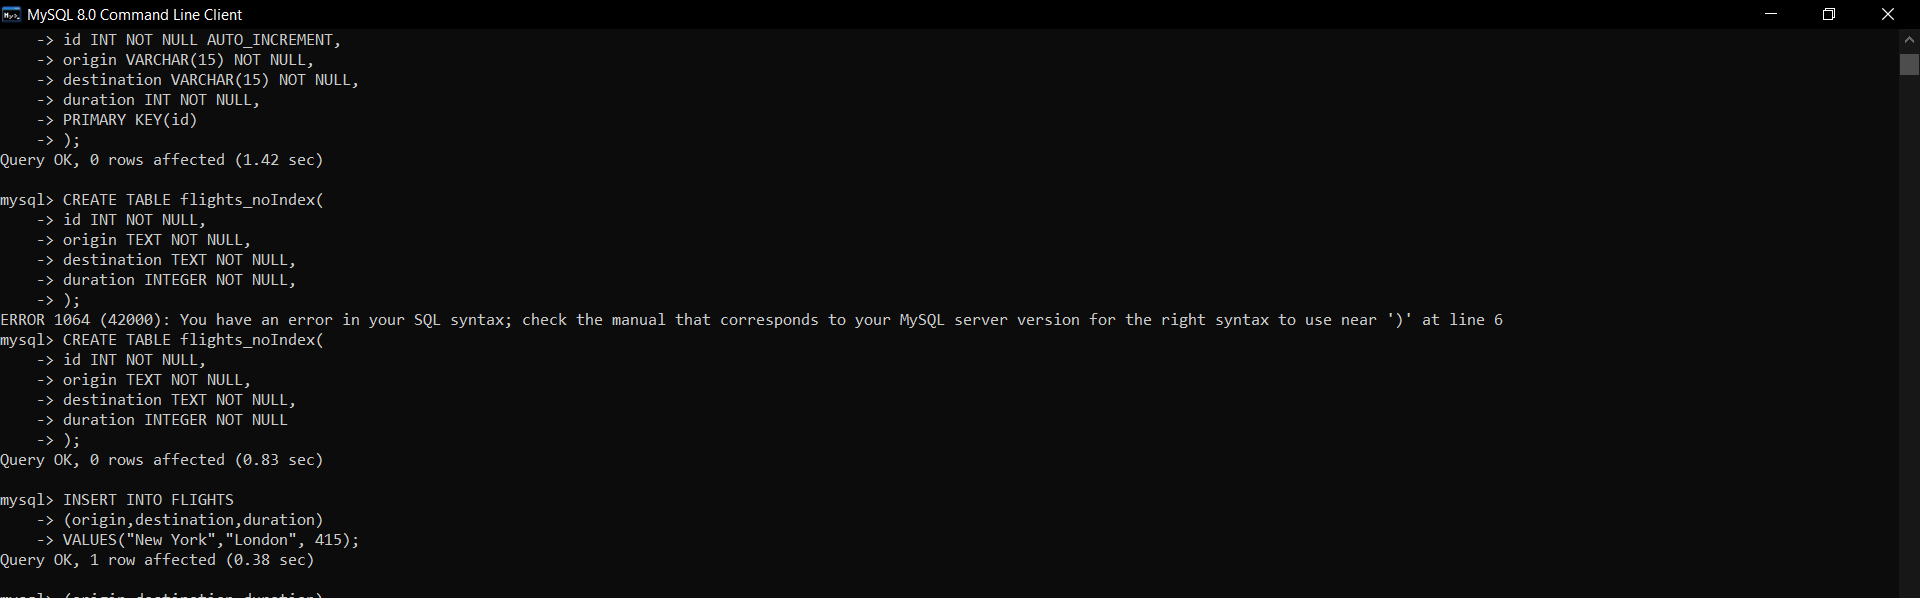 MySQL 8.0 Command Line Client
-> id INT NOT NULL AUTO_INCREMENT,
-> origin VARCHAR(15) NOT NULL,
-> destination VARCHAR(15) NOT NULL,
-> duration INT NOT NULL,
-> PRIMARY KEY(id)
-> );
Query OK, 0 rows affected (1.42 sec)
mysql> CREATE TABLE flights_noIndex(
-> id INT NOT NULL,
-> origin TEXT NOT NULL,
-> destination TEXT NOT NULL,
-> duration INTEGER NOT NULL,
-> );
ERROR 1064 (42000): You have an error in your SQL syntax; check the manual that corresponds to your MySQL server version for the right syntax to use near ')' at line 6
mysql> CREATE TABLE flights_noIndex(
-> id INT NOT NULL,
-> origin TEXT NOT NULL,
-> destination TEXT NOT NULL,
-> duration INTEGER NOT NULL
-> );
Query OK, 0 rows affected (0.83 sec)
mysql> INSERT INTO FLIGHTS
-> (origin,destination,duration)
-> VALUES("New York","London", 415);
Query OK, 1 row affected (0.38 sec)